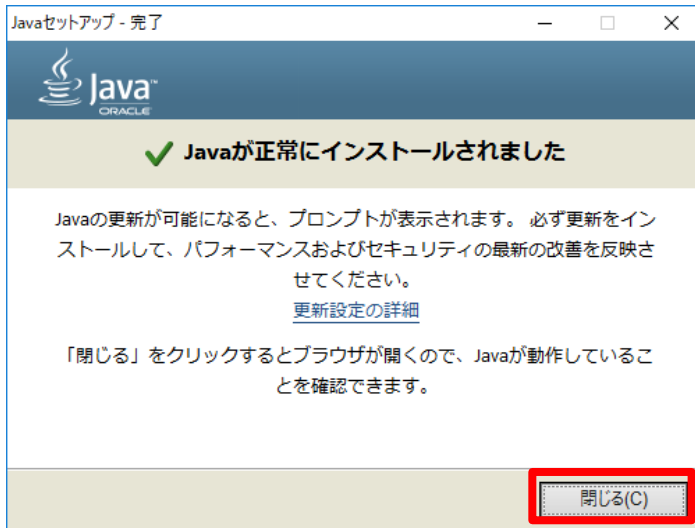 Javaセットアップ - 完了
Java™
ORACLE
Javaが正常にインストールされました
Javaの更新が可能になると、プロンプトが表示されます。 必ず更新をイン
ストールして、パフォーマンスおよびセキュリティの最新の改善を反映さ
せてください。
更新設定の詳細
「閉じる」をクリックするとブラウザが開くので、Javaが動作しているこ
とを確認できます。
閉じる(C)